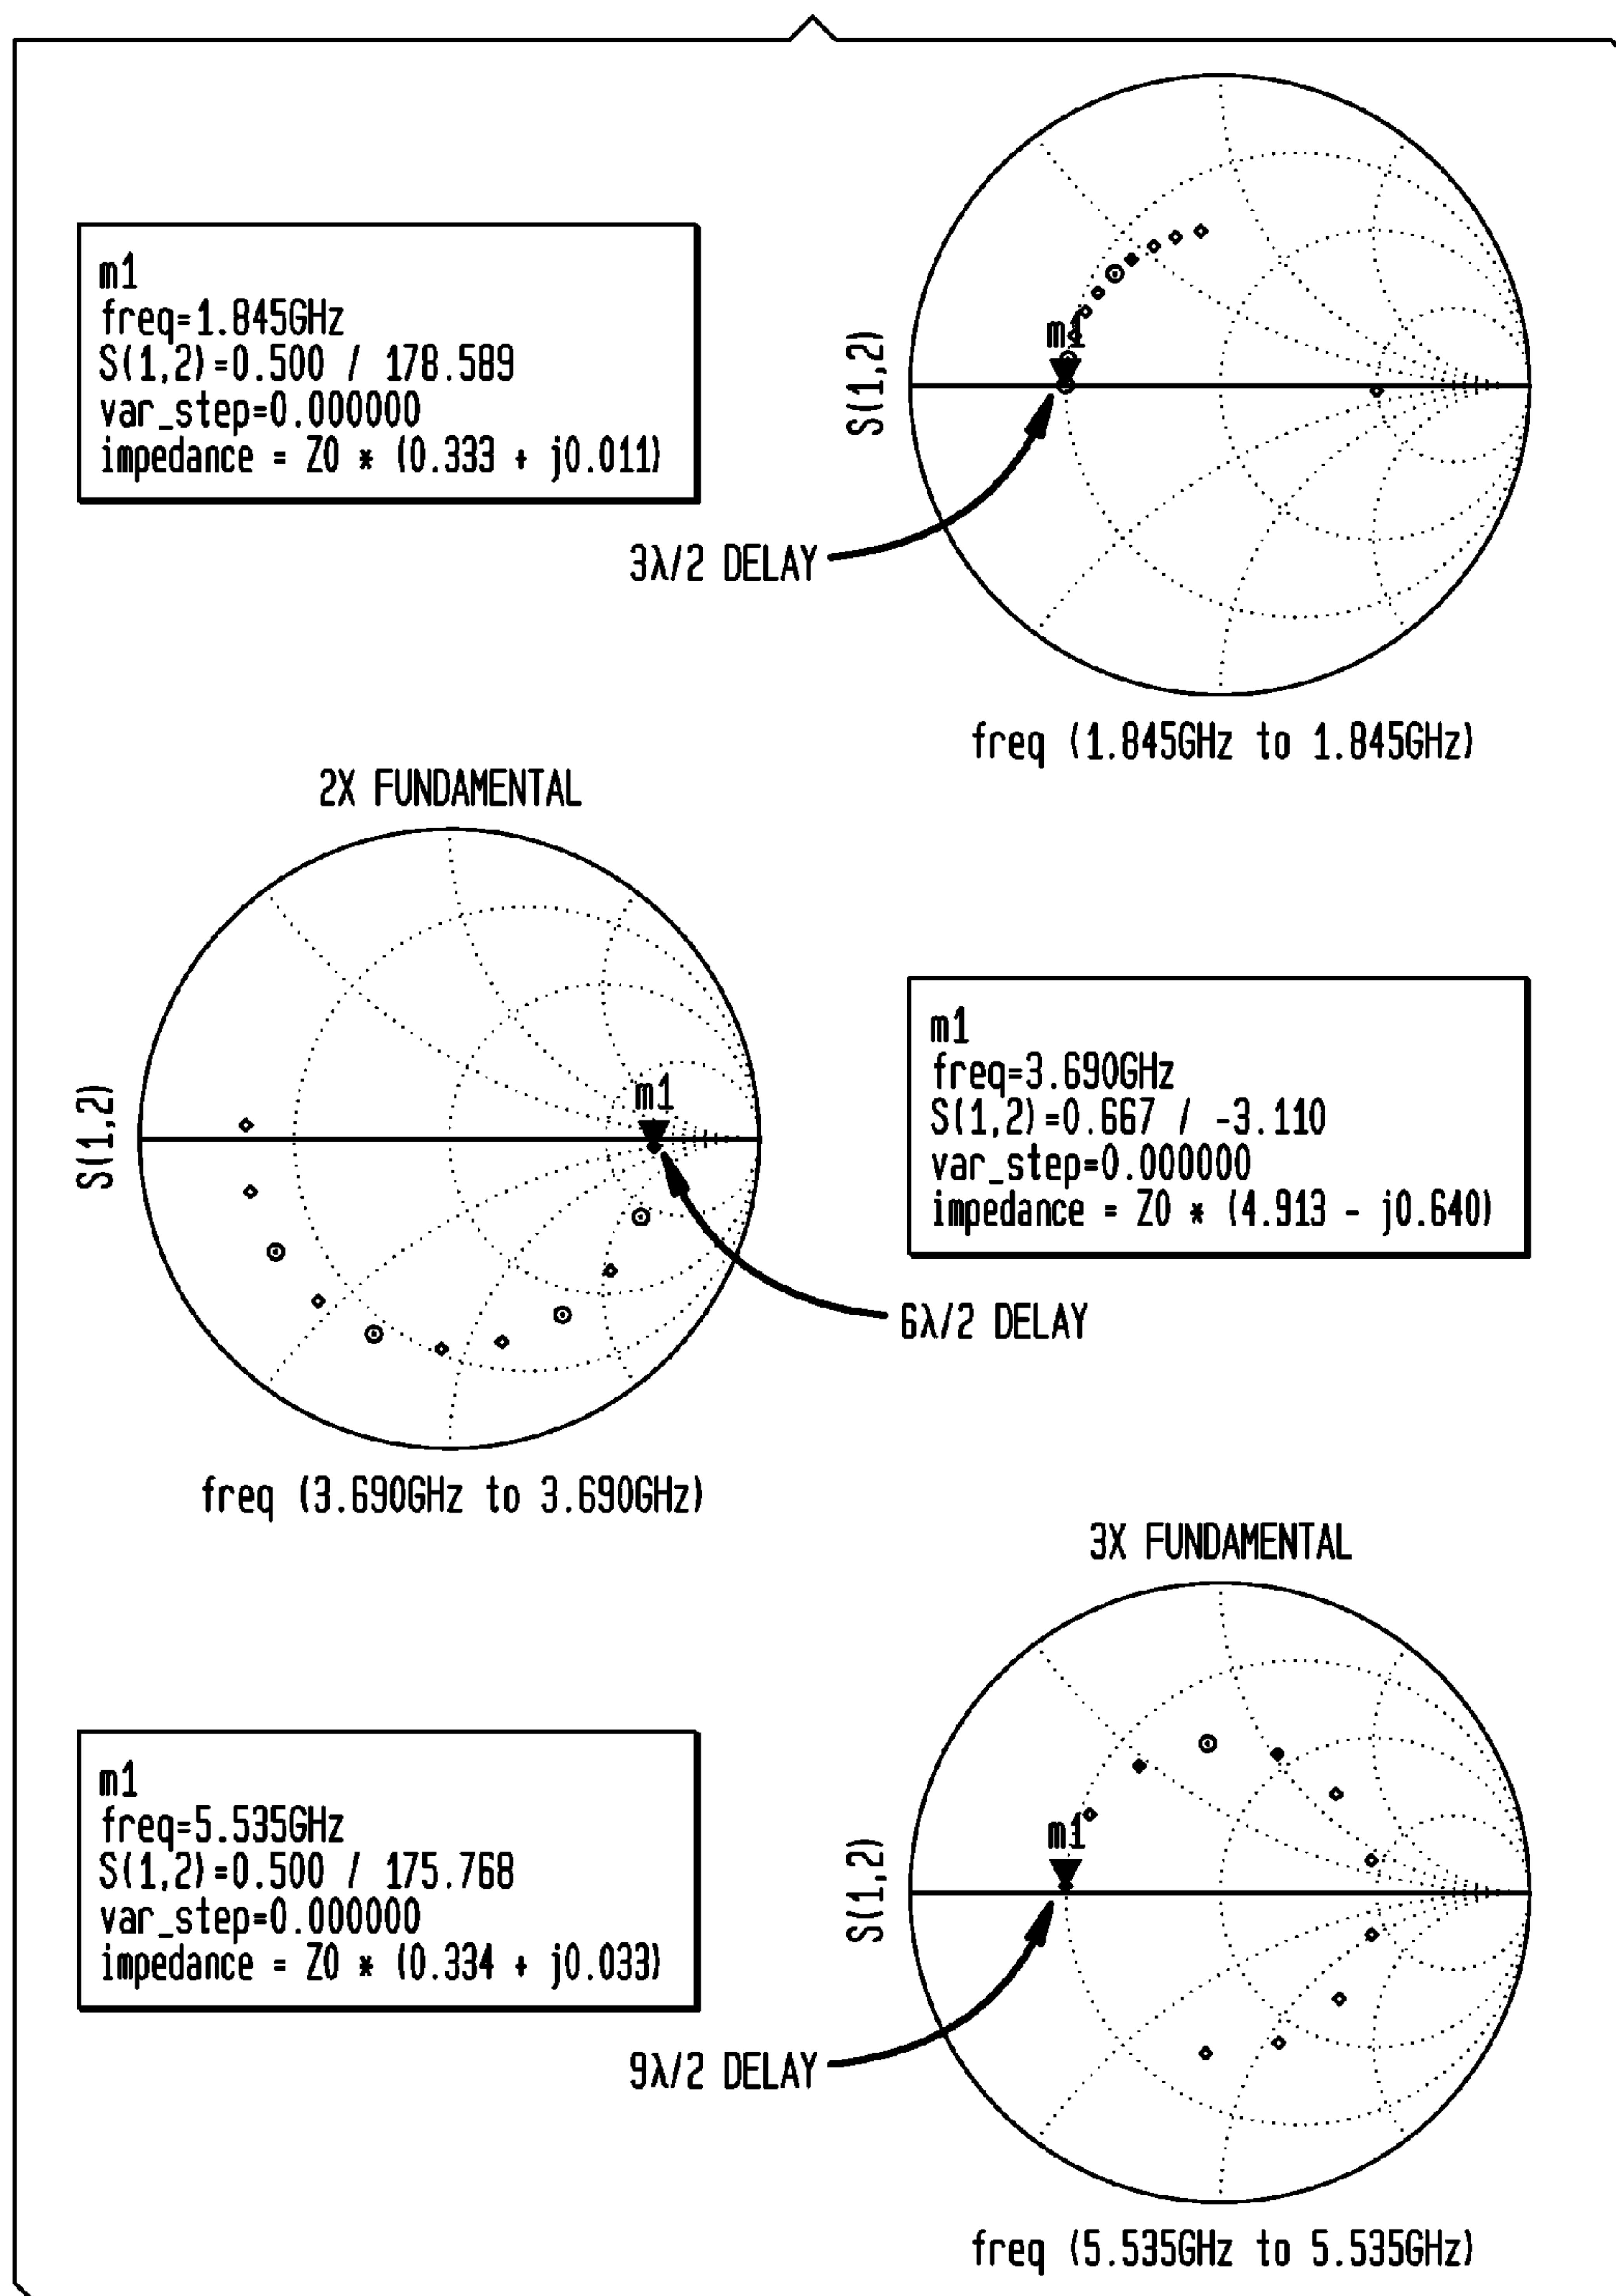 m1
freq=1.845GHz
S(1,2)=0.500 / 178.589
var_step=0.000000
impedance = Z0 * (0.333 + j0.011)
S(1,2)
m1
3λ/2 DELAY
freq (1.845GHz to 1.845GHz)
2X FUNDAMENTAL
S(1,2)
m1
m1
freq=3.690GHz
S(1,2)=0.667 / -3.110
var_step=0.000000
impedance = Z0 * (4.913 - j0.640)
6λ/2 DELAY
freq (3.690GHz to 3.690GHz)
3X FUNDAMENTAL
m1
freq=5.535GHz
S(1,2)=0.500 / 175.768
var_step=0.000000
impedance = Z0 * (0.334 + j0.033)
S(1,2)
m1
9λ/2 DELAY
freq (5.535GHz to 5.535GHz)